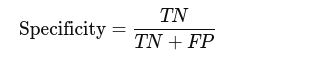 Specificity = TN / (TN + FP)